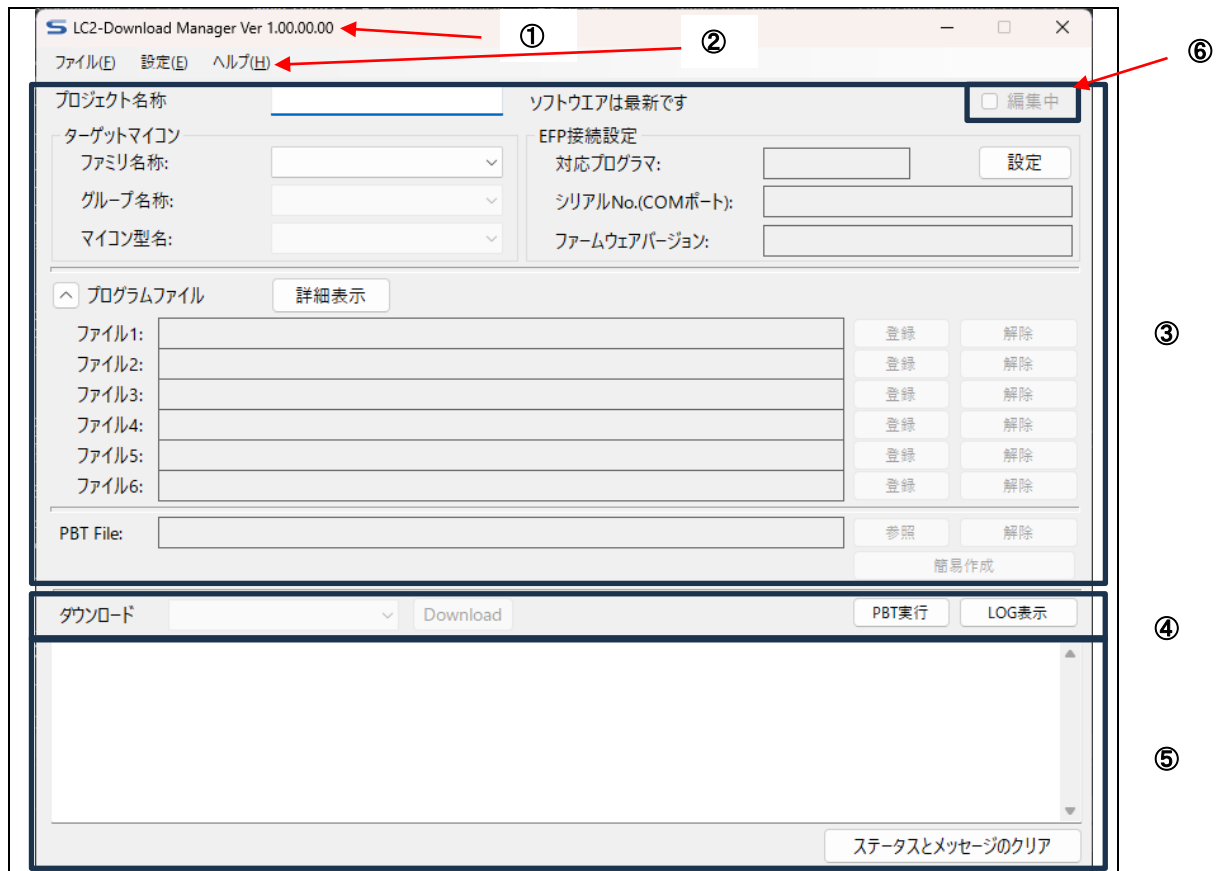 LC2-Download Manager Ver 1.00.00.00
①
②
⑥
ファイル(F) 設定(E) ヘルプ(H)
プロジェクト名称
ソフトウエアは最新です
編集中
ターゲットマイコン
EFP接続設定
ファミリ名称:
対応プログラマ:
設定
グループ名称:
シリアルNo.(COMポート):
マイコン型名:
ファームウェアバージョン:
プログラムファイル
詳細表示
③
ファイル1:
登録
解除
ファイル2:
登録
解除
ファイル3:
登録
解除
ファイル4:
登録
解除
ファイル5:
登録
解除
ファイル6:
登録
解除
PBT File:
参照
解除
簡易作成
ダウンロード
Download
PBT実行
LOG表示
④
⑤
ステータスとメッセージのクリア